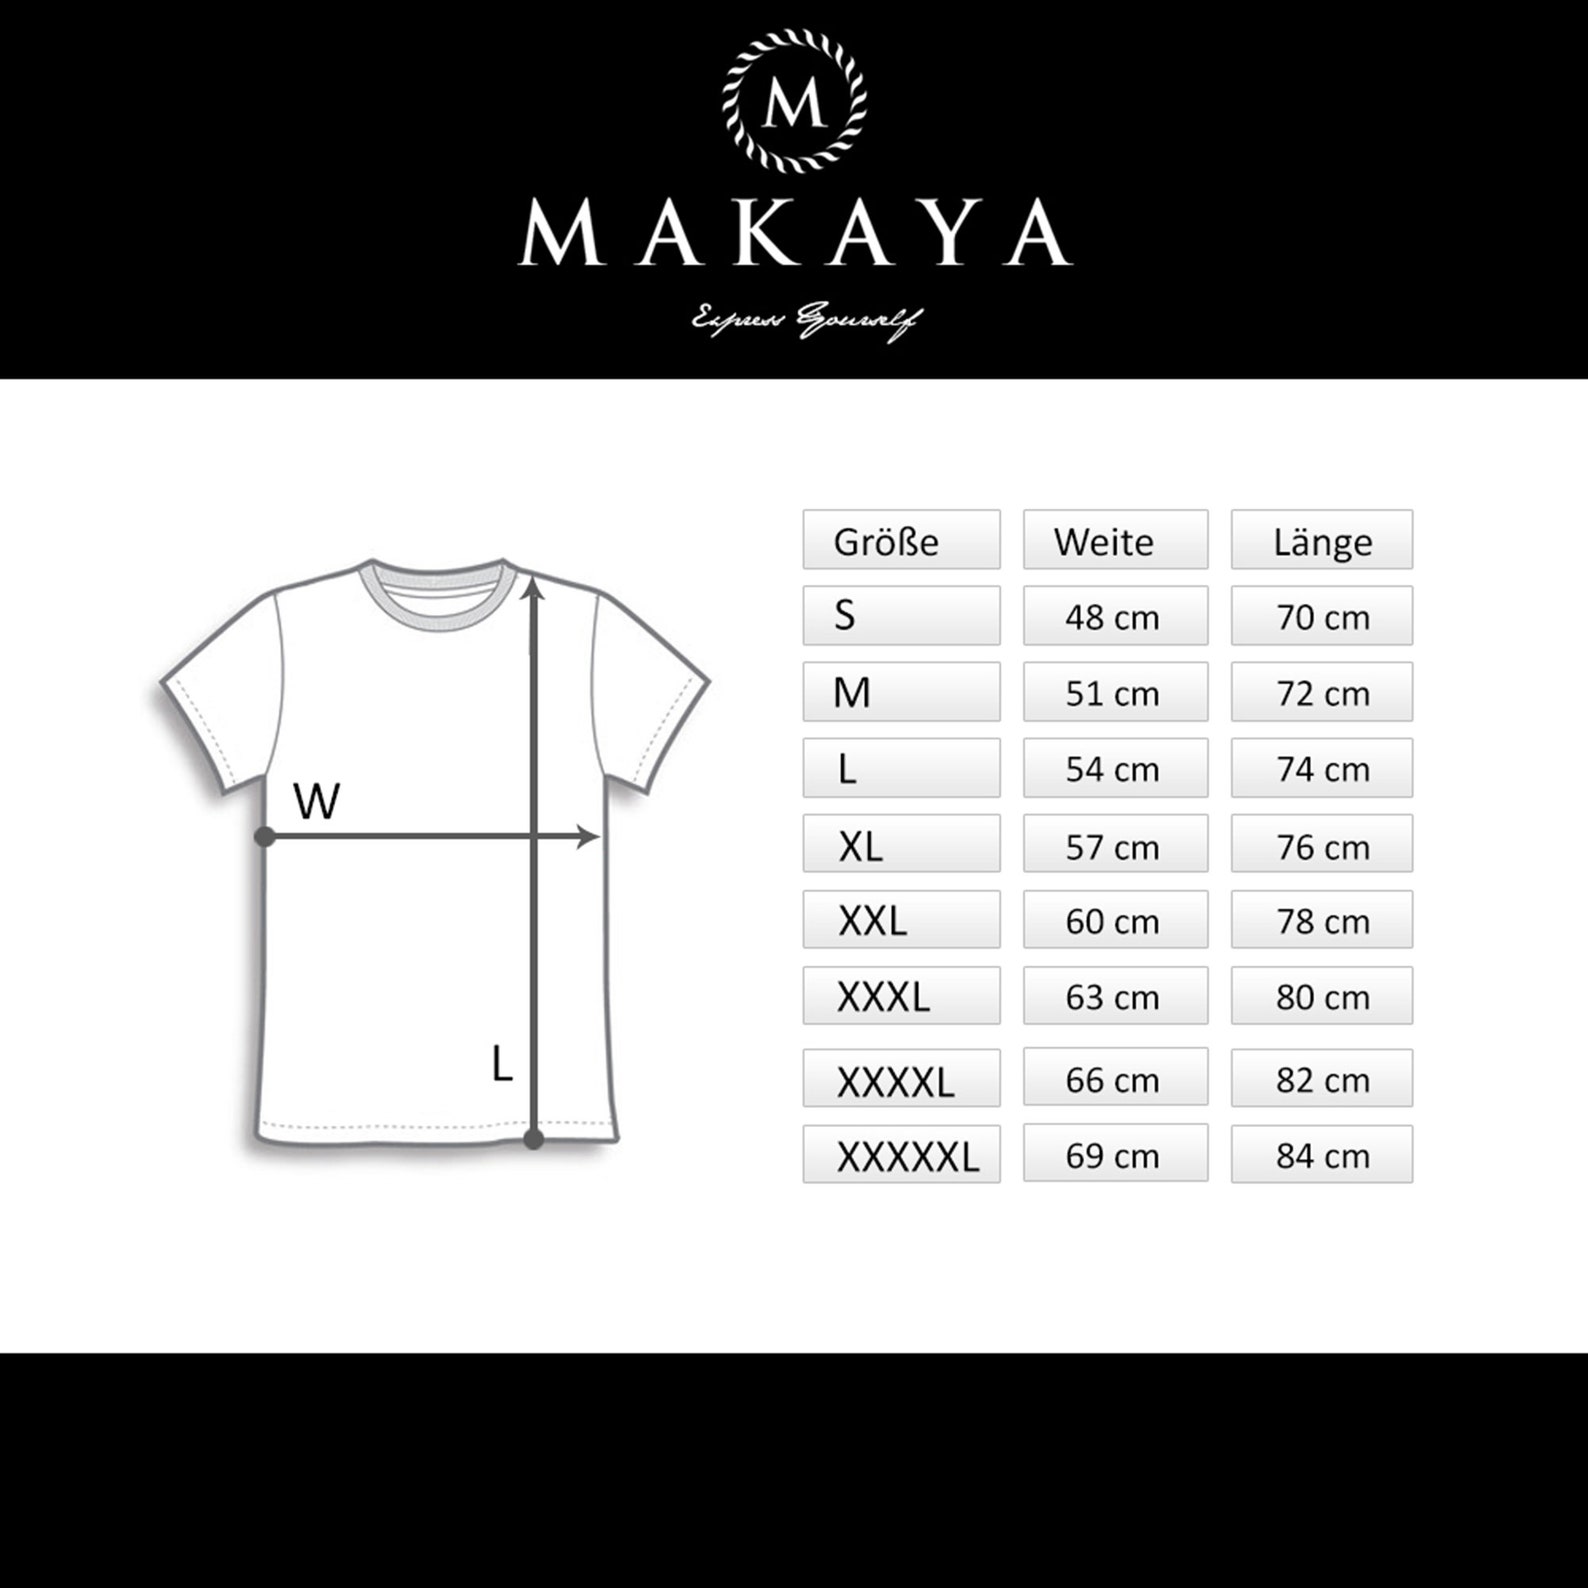 M
MAKAYA
Express Yourself
W
L
Größe Weite Länge
S 48 cm 70 cm
M 51 cm 72 cm
L 54 cm 74 cm
XL 57 cm 76 cm
XXL 60 cm 78 cm
XXXL 63 cm 80 cm
XXXXL 66 cm 82 cm
XXXXXL 69 cm 84 cm